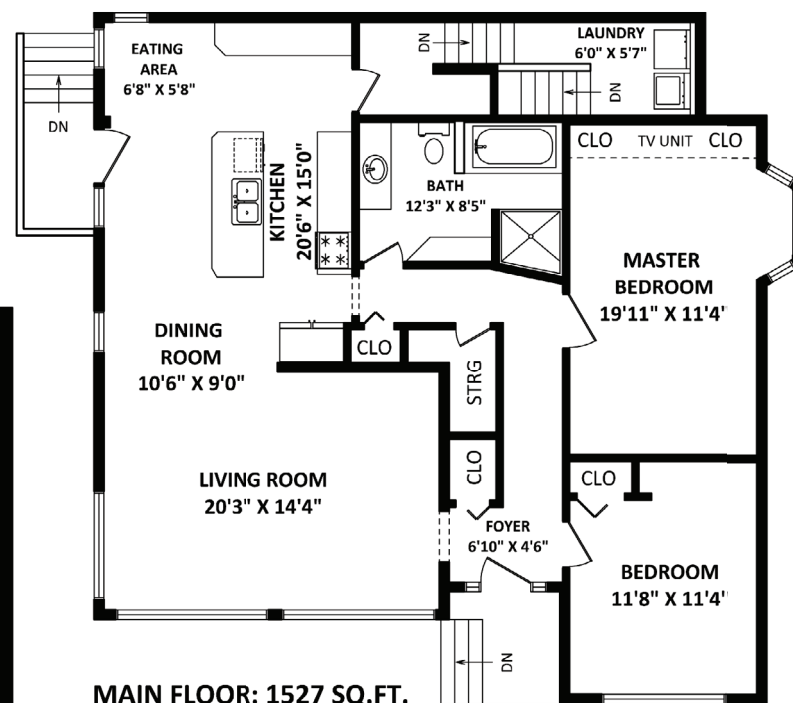 EATING
AREA
6'8" X 5'8"
DN
DN
LAUNDRY
6'0" X 5'7"
DN
KITCHEN
20'6" X 15'0"
BATH
12'3" X 8'5"
CLO
TV UNIT
CLO
MASTER
BEDROOM
19'11" X 11'4'
DINING
ROOM
10'6" X 9'0"
CLO
STRG
LIVING ROOM
20'3" X 14'4"
CLO
CLO
FOYER
6'10" X 4'6"
BEDROOM
11'8" X 11'4'
DN
MAIN FLOOR: 1527 SQ.FT.